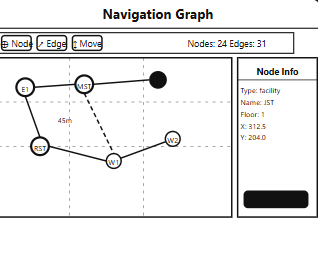 Navigation Graph
⊕ Node ↗ Edge ↕ Move Nodes: 24 Edges: 31
Node Info
E1 MST
Type: facility
Name: JST
45m
Floor: 1
X: 312.5
Y: 204.0
W2
RST
W1